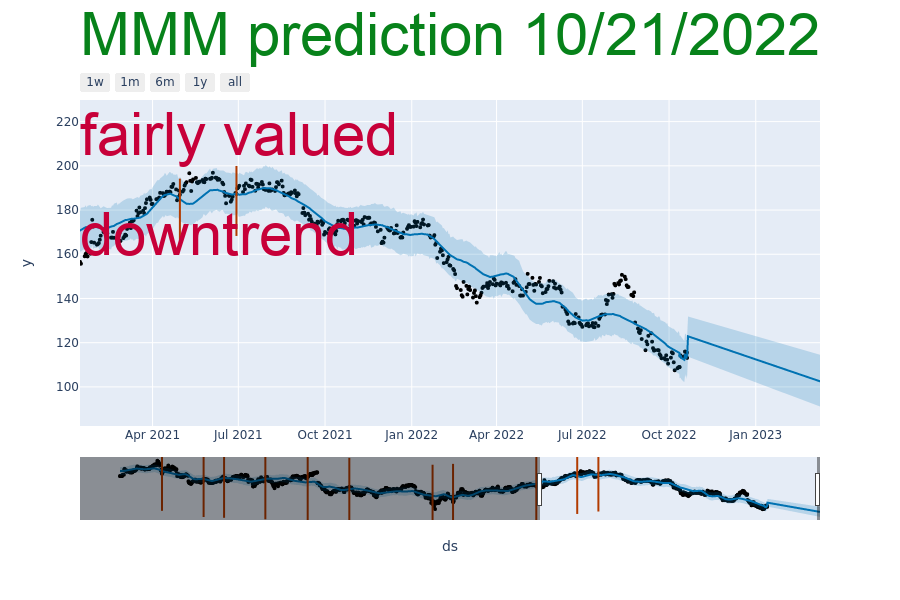 MMM prediction 10/21/2022
1w 1m 6m 1y all
fairly valued
downtrend
y
220
200
180
160
140
120
100
Apr 2021 Jul 2021 Oct 2021 Jan 2022 Apr 2022 Jul 2022 Oct 2022 Jan 2023
ds